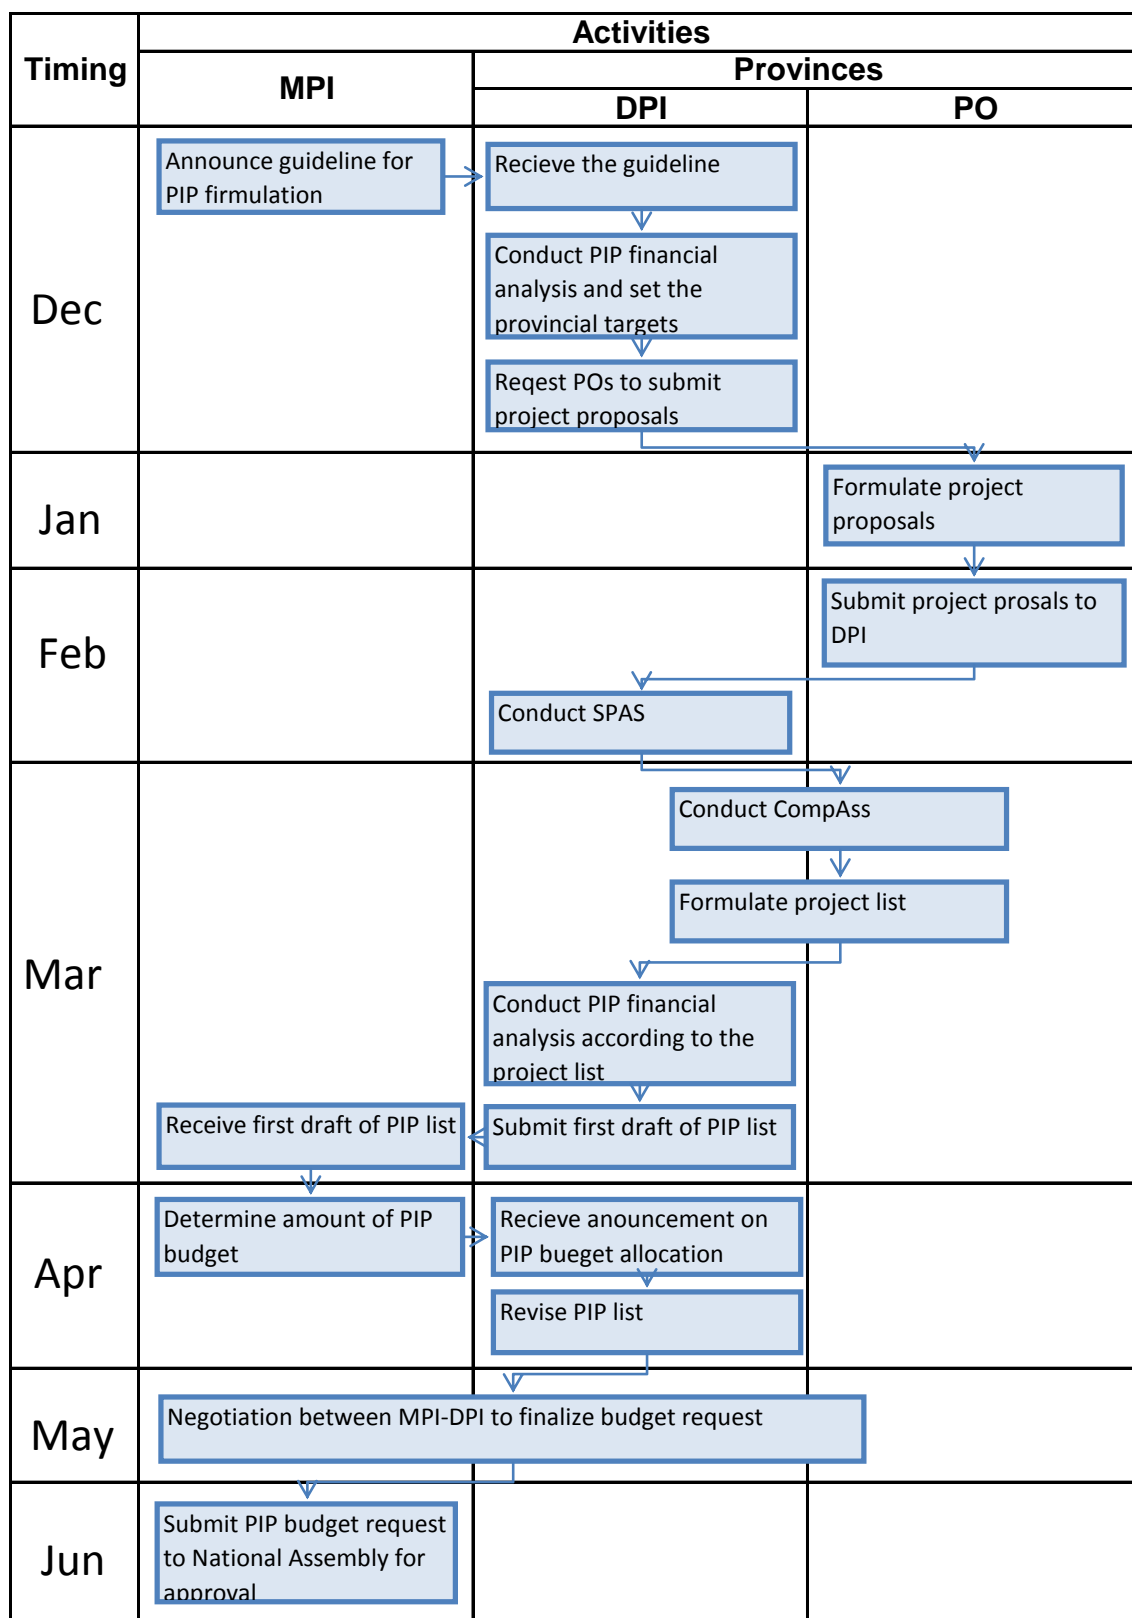 Activities
Timing
MPI
Provinces
DPI
PO
Dec
Announce guideline for
PIP firmulation
Recieve the guideline
Conduct PIP financial
analysis and set the
provincial targets
Reqest POs to submit
project proposals
Jan
Formulate project
proposals
Feb
Submit project prosals to
DPI
Conduct SPAS
Mar
Conduct CompAss
Formulate project list
Conduct PIP financial
analysis according to the
project list
Receive first draft of PIP list
Submit first draft of PIP list
Apr
Determine amount of PIP
budget
Recieve anouncement on
PIP bueget allocation
Revise PIP list
May
Negotiation between MPI-DPI to finalize budget request
Jun
Submit PIP budget request
to National Assembly for
approval